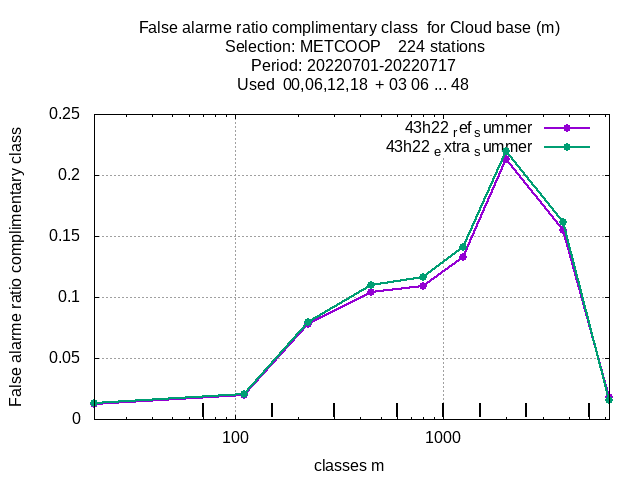 False alarme ratio complimentary class  for Cloud base (m)
Selection: METCOOP    224 stations
Period: 20220701-20220717
Used  00,06,12,18  + 03 06 ... 48
False alarme ratio complimentary class
0.25
0.2
0.15
0.1
0.05
0
43h22 ref summer
43h22 extra summer
100
1000
classes m